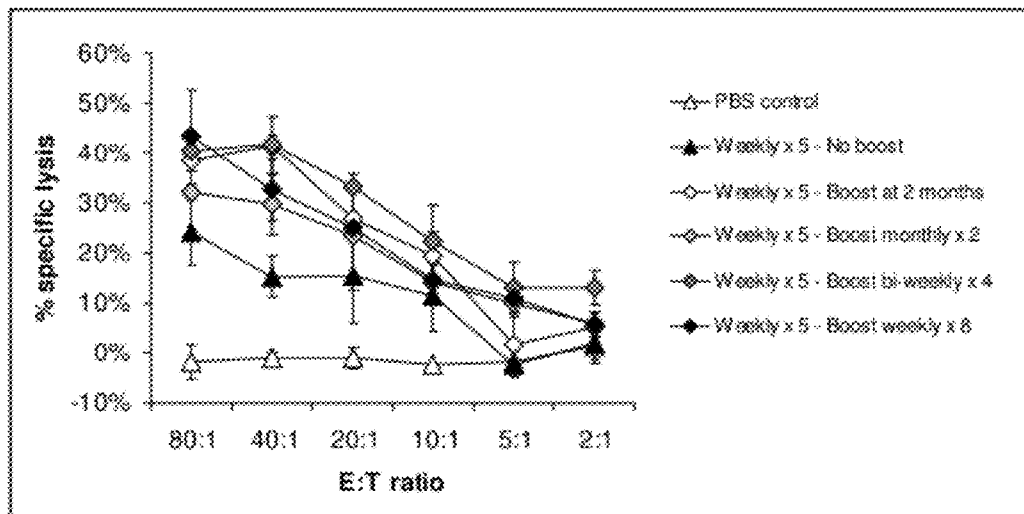 60%
50%
40%
30%
20%
10%
0%
-10%
% specific lysis
80:1
40:1
20:1
10:1
5:1
2:1
E:T ratio
PBS control
Weekly x 5 - No boost
Weekly x 5 - Boost at 2 months
Weekly x 5 - Boost monthly x 2
Weekly x 5 - Boost bi-weekly x 4
Weekly x 5 - Boost weekly x 8